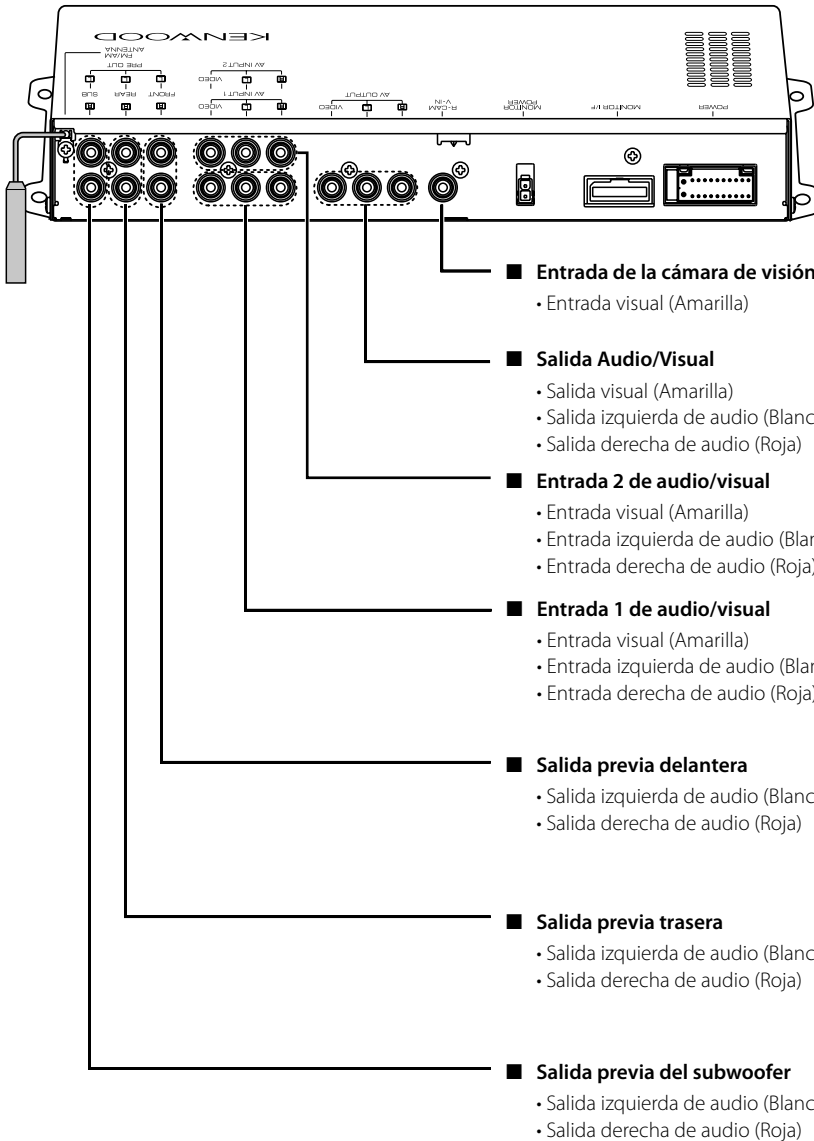 KENWOOD
FM/AM
ANTENNA
PRE OUT
AV INPUT 2
VIDEO
SUB
REAR
FRONT
AV INPUT 1
VIDEO
AV OUTPUT
VIDEO
R-CAM
V-IN
MONITOR
POWER
MONITOR I/F
POWER
■ Entrada de la cámara de visión
• Entrada visual (Amarilla)
■ Salida Audio/Visual
• Salida visual (Amarilla)
• Salida izquierda de audio (Blanc
• Salida derecha de audio (Roja)
■ Entrada 2 de audio/visual
• Entrada visual (Amarilla)
• Entrada izquierda de audio (Blan
• Entrada derecha de audio (Roja)
■ Entrada 1 de audio/visual
• Entrada visual (Amarilla)
• Entrada izquierda de audio (Blan
• Entrada derecha de audio (Roja)
■ Salida previa delantera
• Salida izquierda de audio (Blanc
• Salida derecha de audio (Roja)
■ Salida previa trasera
• Salida izquierda de audio (Blanc
• Salida derecha de audio (Roja)
■ Salida previa del subwoofer
• Salida izquierda de audio (Blanc
• Salida derecha de audio (Roja)